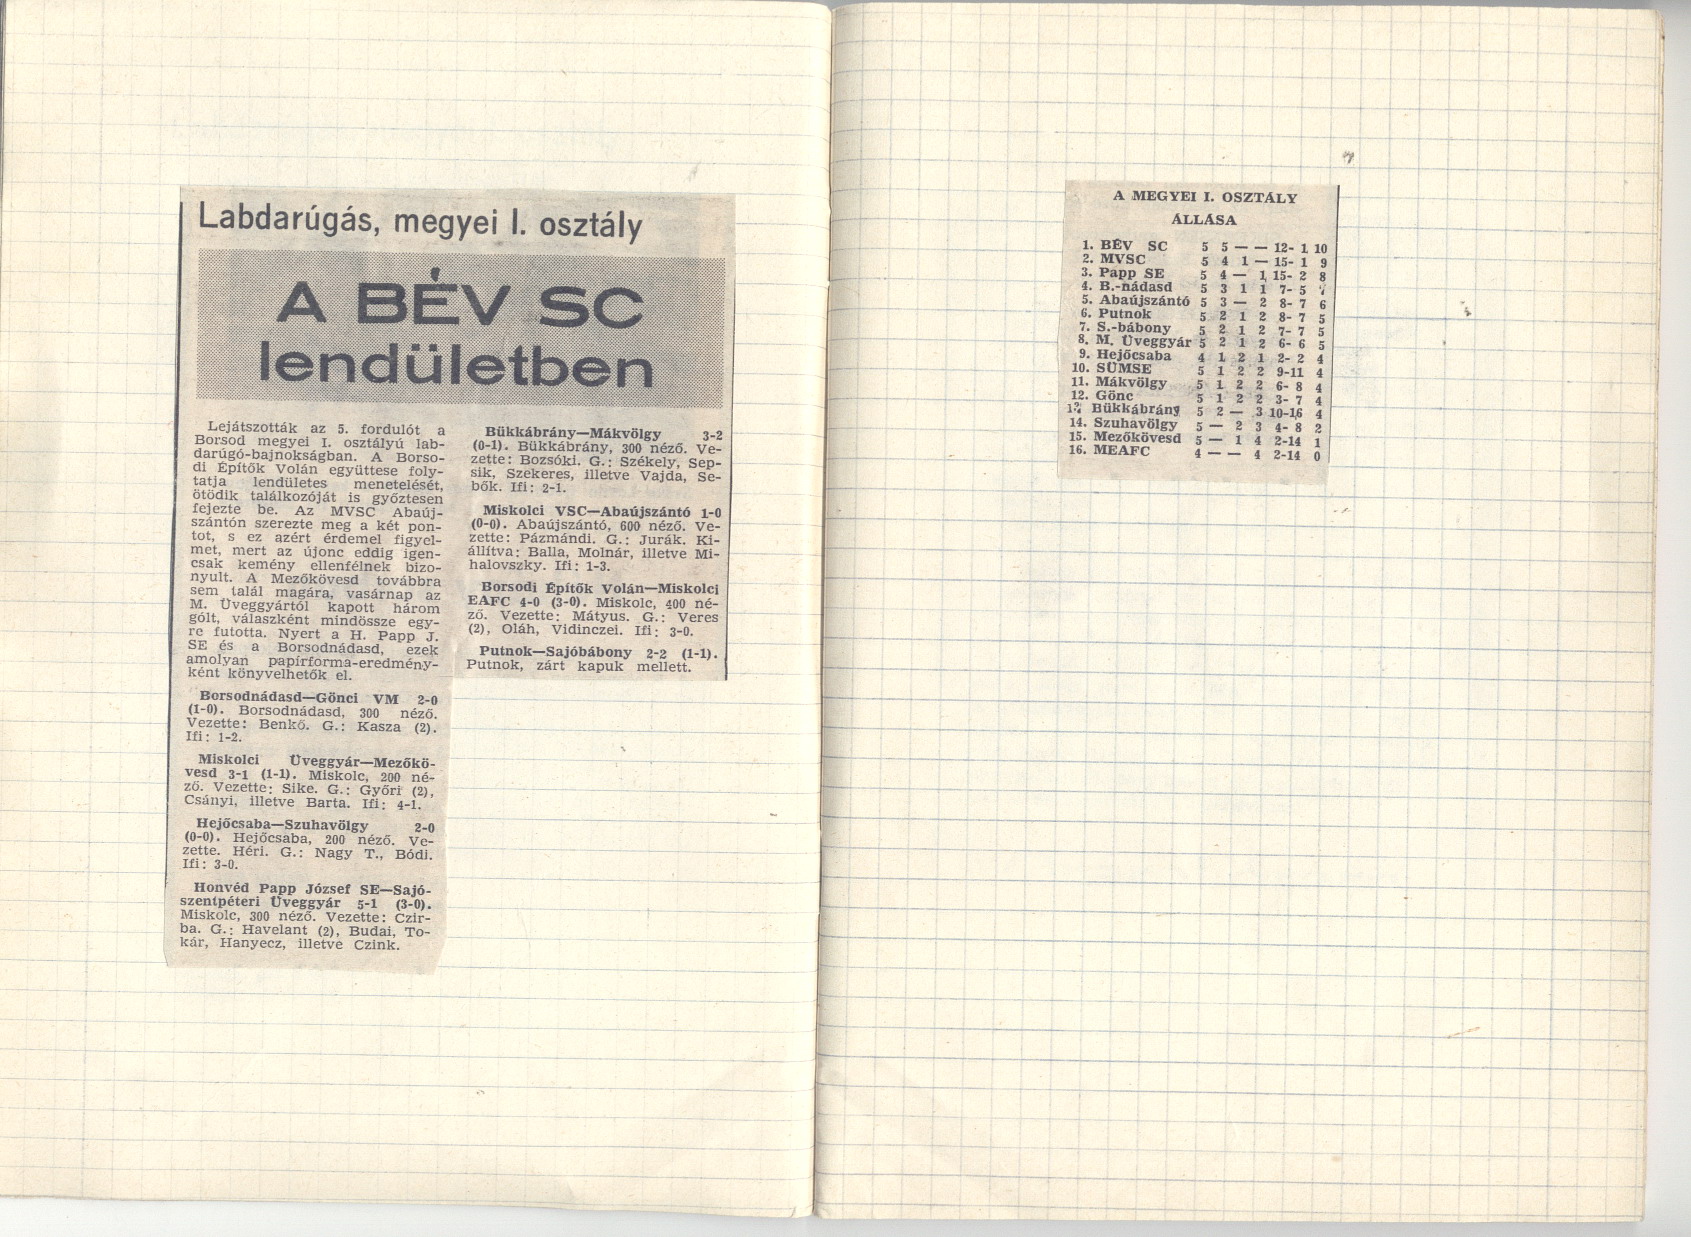 Labdarúgás, megyei I. osztály
A BÉV SC
lendületben
Lejátszották az 5. fordulót a
Borsod megyei I. osztályú lab-
darúgó-bajnokságban. A Borso-
di Építők Volán együttese foly-
tatja lendületes menetelését,
ötödik találkozóját is győztesen
fejezte be. Az MVSC Abaúj-
szántón szerezte meg a két pon-
tot, s ez azért érdemel figyel-
met, mert az újonc eddig igen-
csak kemény ellenfélnek bizo-
nyult. A Mezőkövesd továbbra
sem talál magára, vasárnap az
M. Üveggyártól kapott három
gólt, válaszként mindössze egy-
re futotta. Nyert a H. Papp J.
SE és a Borsodnádasd, ezek
amolyan papírforma-eredmény-
ként könyvelhetők el.
Borsodnádasd—Gönci VM 2-0
(1-0). Borsodnádasd, 300 néző.
Vezette: Benkő. G.: Kasza (2).
Ifi: 1-2.
Miskolci Üveggyár—Mezőkö-
vesd 3-1 (1-1). Miskolc, 200 né-
ző. Vezette: Sike. G.: Győri (2),
Csányi, illetve Barta. Ifi: 4-1.
Hejőcsaba—Szuhavölgy 2-0
(0-0). Hejőcsaba, 200 néző. Ve-
zette. Héri. G.: Nagy T., Bódi.
Ifi: 3-0.
Honvéd Papp József SE—Sajó-
szentpéteri Üveggyár 5-1 (3-0).
Miskolc, 300 néző. Vezette: Czir-
ba. G.: Havelant (2), Budai, To-
kár, Hanyecz, illetve Czink.
Bükkábrány—Mákvölgy 3-2
(0-1). Bükkábrány, 300 néző. Ve-
zette: Bozsóki. G.: Székely, Sep-
sik, Szekeres, illetve Vajda, Se-
bők. Ifi: 2-1.
Miskolci VSC—Abaújszántó 1-0
(0-0). Abaújszántó, 600 néző. Ve-
zette: Pázmándi. G.: Jurák. Ki-
állítva: Balla, Molnár, illetve Mi-
halovszky. Ifi: 1-3.
Borsodi Építők Volán—Miskolci
EAFC 4-0 (3-0). Miskolc, 400 né-
ző. Vezette: Mátyus. G.: Veres
(2), Oláh, Vidinczei. Ifi: 3-0.
Putnok—Sajóbábony 2-2 (1-1).
Putnok, zárt kapuk mellett.
A MEGYEI I. OSZTÁLY
ÁLLÁSA
1. BÉV SC 5 5 — — 12- 1 10
2. MVSC 5 4 1 — 15- 1 9
3. Papp SE 5 4 — 1 15- 2 8
4. B.-nádasd 5 3 1 1 7- 5 7
5. Abaújszántó 5 3 — 2 8- 7 6
6. Putnok 5 2 1 2 8- 7 5
7. S.-bábony 5 2 1 2 7- 7 5
8. M. Üveggyár 5 2 1 2 6- 6 5
9. Hejőcsaba 4 1 2 1 2- 2 4
10. SÜMSE 5 1 2 2 9-11 4
11. Mákvölgy 5 1 2 2 6- 8 4
12. Gönc 5 1 2 2 3- 7 4
13. Bükkábrány 5 2 — 3 10-16 4
14. Szuhavölgy 5 — 2 3 4- 8 2
15. Mezőkövesd 5 — 1 4 2-14 1
16. MEAFC 4 — — 4 2-14 0